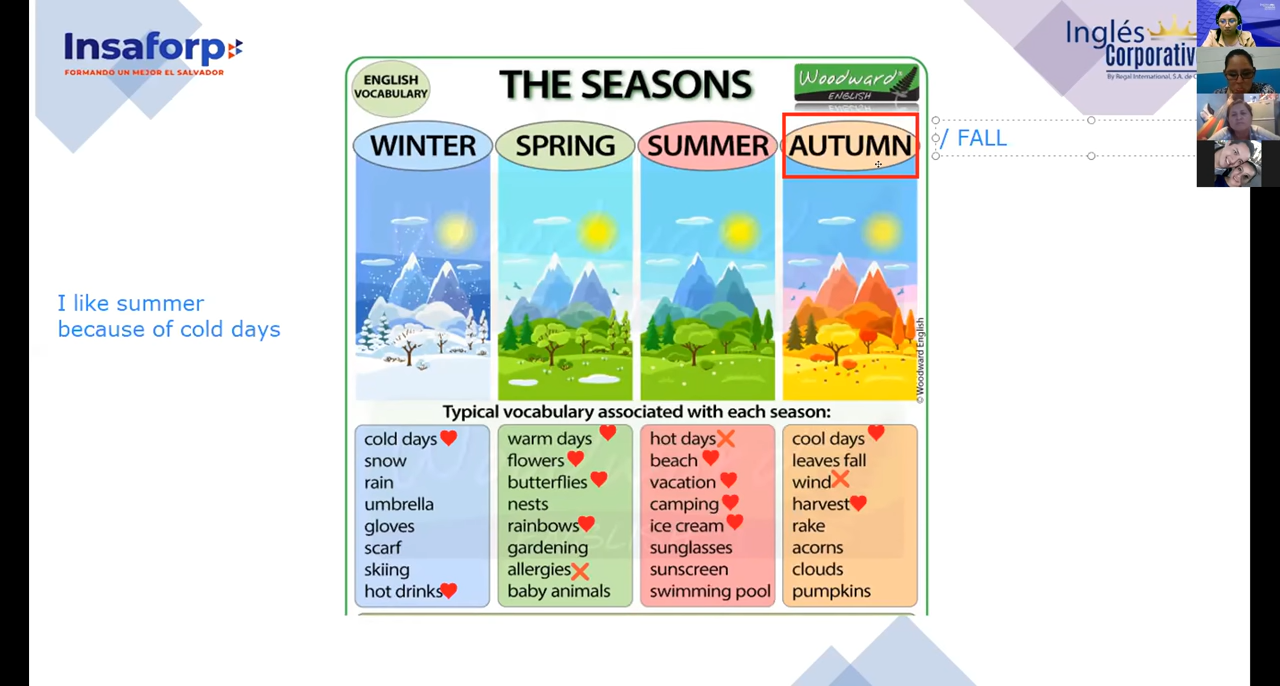 Insaforp
FORMANDO UN MEJOR EL SALVADOR
Inglés
Corporativ
By Regal International, S.A. de C
ENGLISH
VOCABULARY
THE SEASONS
Woodward®
ENGLISH
WINTER
SPRING
SUMMER
AUTUMN
/ FALL
I like summer
because of cold days
© Woodward English
Typical vocabulary associated with each season:
cold days
snow
rain
umbrella
gloves
scarf
skiing
hot drinks
warm days
flowers
butterflies
nests
rainbows
gardening
allergies
baby animals
hot days
beach
vacation
camping
ice cream
sunglasses
sunscreen
swimming pool
cool days
leaves fall
wind
harvest
rake
acorns
clouds
pumpkins